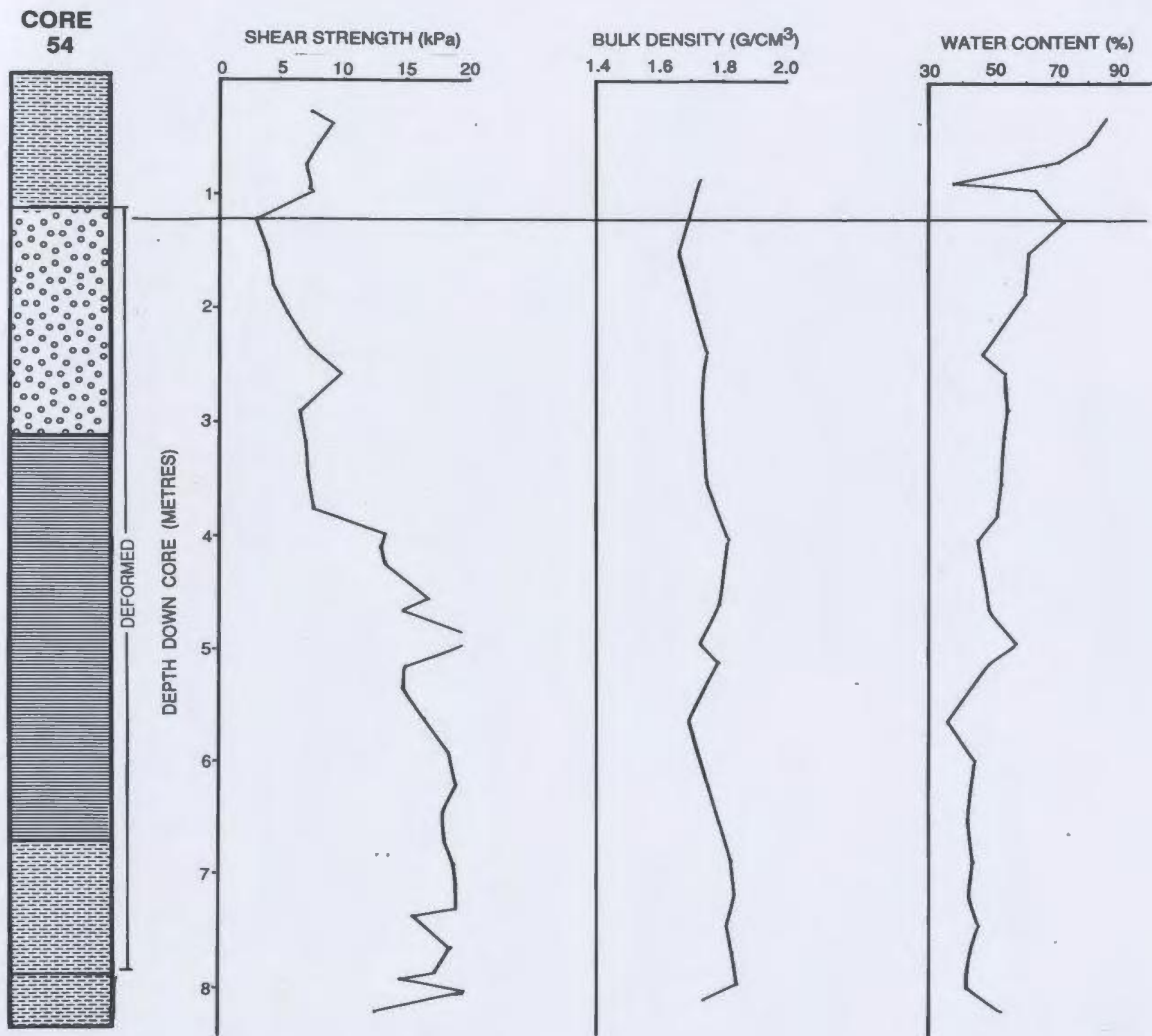 CORE
54
SHEAR STRENGTH (kPa)
0 5 10 15 20
BULK DENSITY (G/CM³)
1.4 1.6 1.8 2.0
WATER CONTENT (%)
30 50 70 90
DEFORMED
DEPTH DOWN CORE (METRES)
1
2
3
4
5
6
7
8